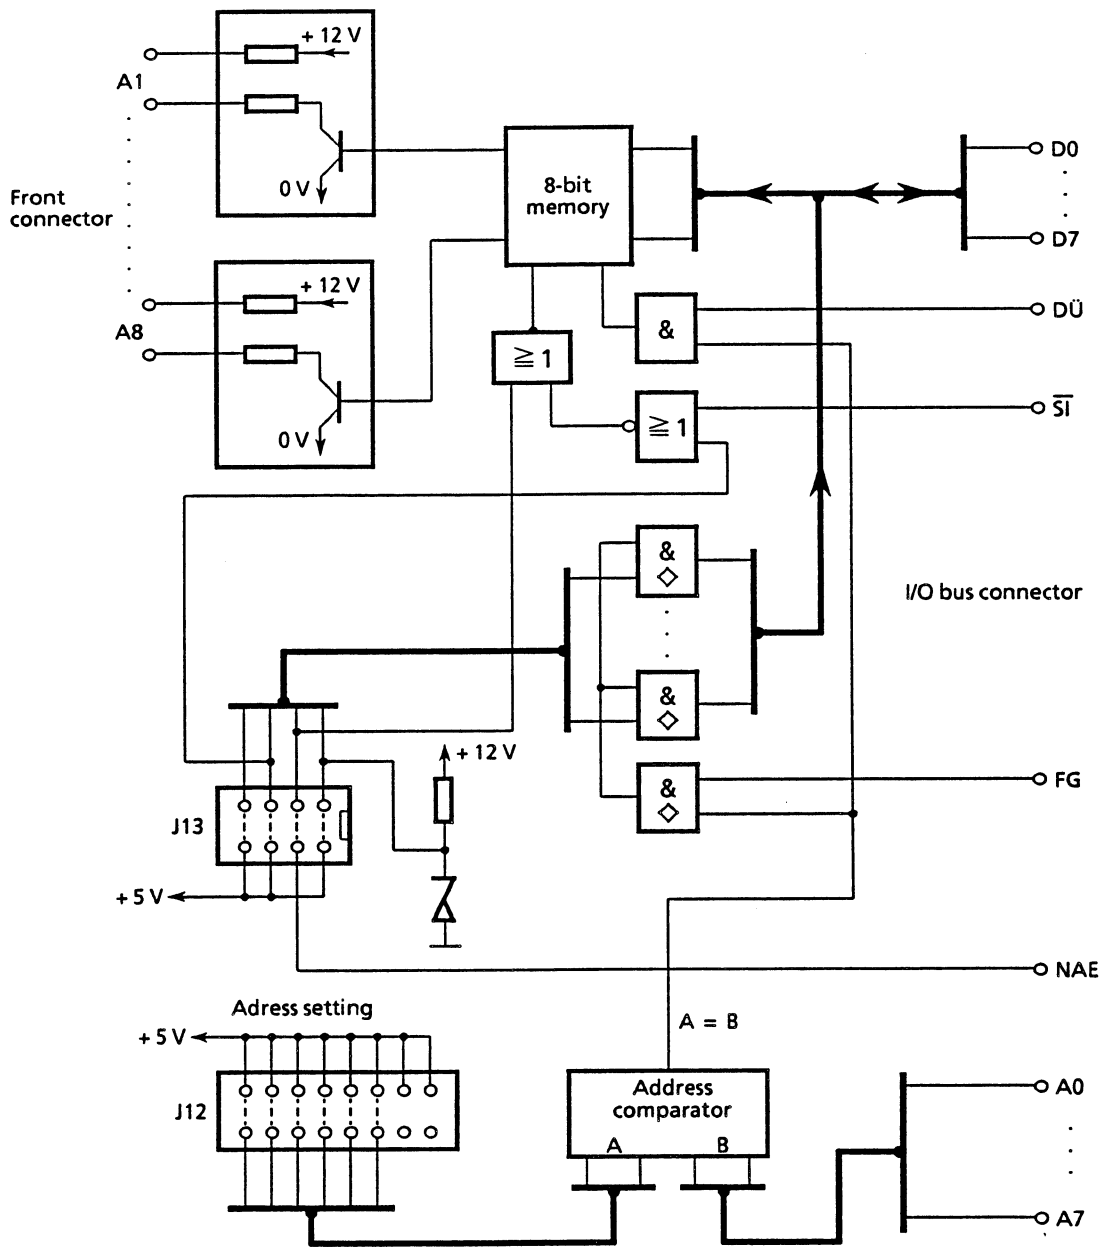 + 12 V
A1
0 V
Front
connector
8-bit
memory
D0
D7
+ 12 V
A8
0 V
&
DÜ
≧ 1
≧ 1
S̅I̅
&
◇
I/O bus connector
&
◇
+ 12 V
&
◇
FG
J13
+ 5 V
NAE
Adress setting
+ 5 V
A = B
J12
Address
comparator
A
B
A0
A7